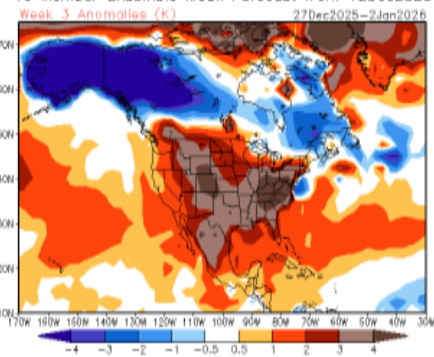 Week 3 Anomalies (K)
27Dec2025–2Jan2026
70N
60N
50N
40N
30N
20N
10N
170W 160W 150W 140W 130W 120W 110W 100W 90W 80W 70W 60W 50W 40W 30W
-4 -3 -2 -1 -0.5 0.5 1 2 3 4